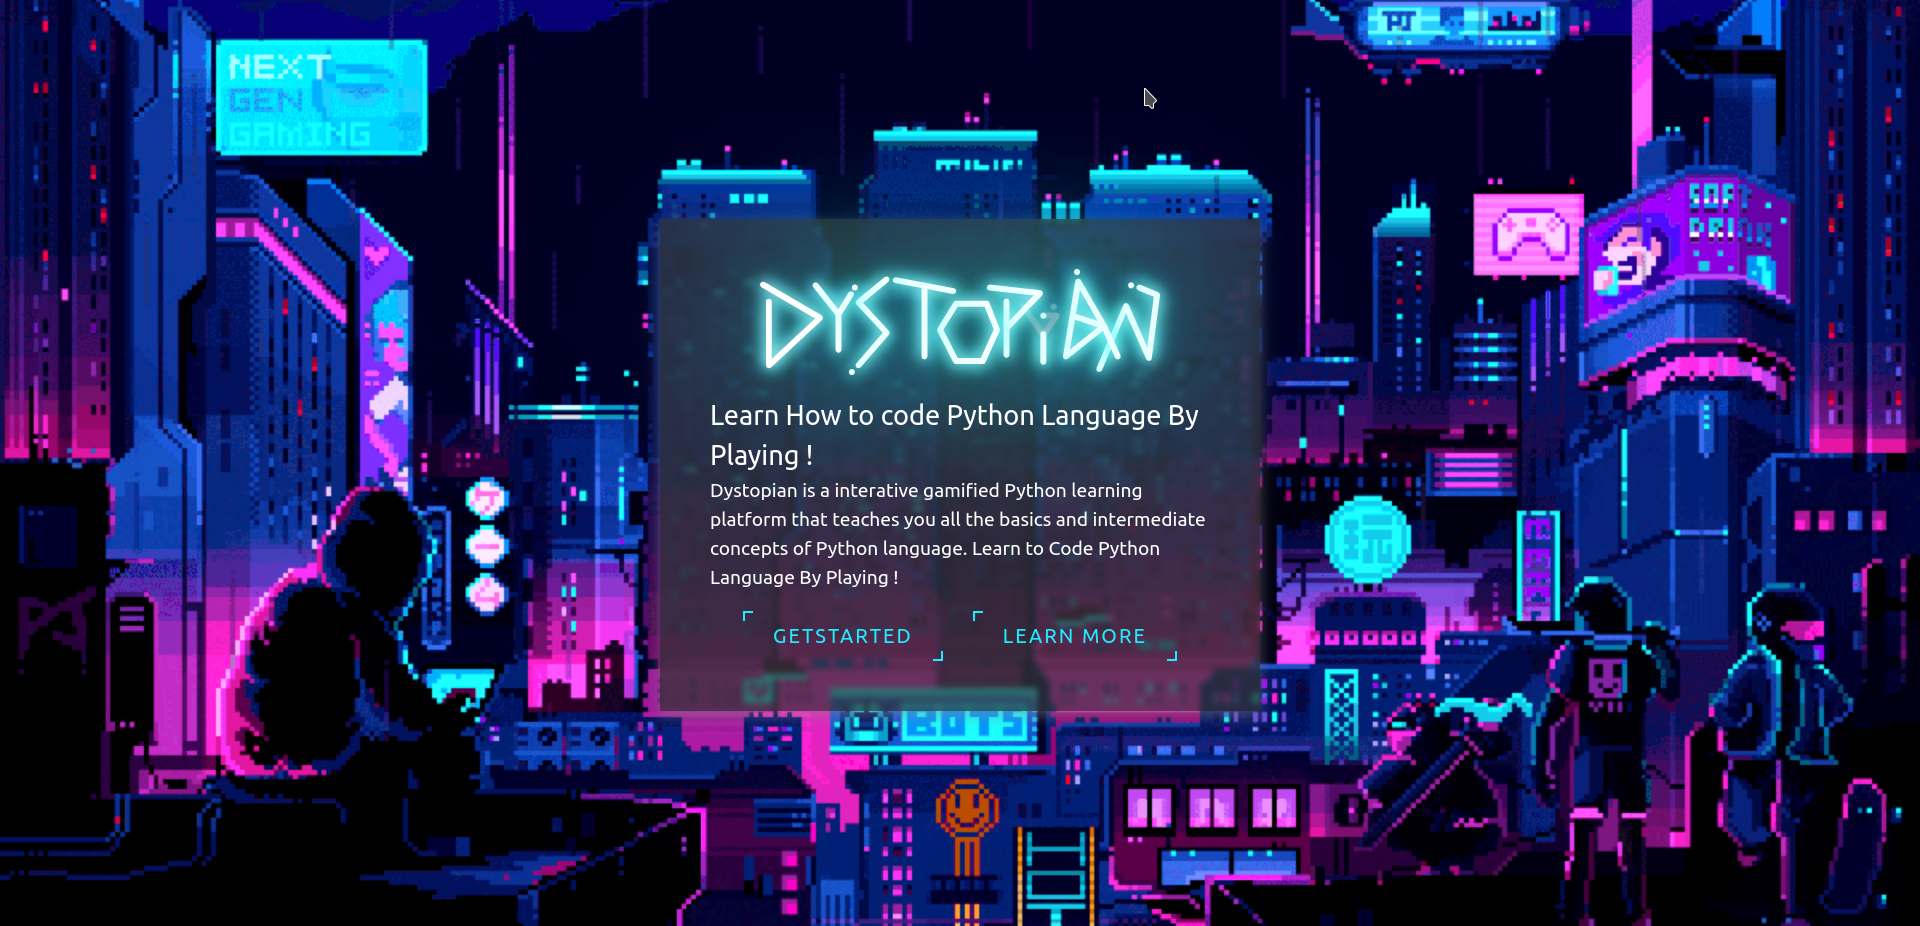 NEXT
GEN
GAMING
DYSTOPiAN
Learn How to code Python Language By
Playing !
Dystopian is a interative gamified Python learning
platform that teaches you all the basics and intermediate
concepts of Python language. Learn to Code Python
Language By Playing !
GETSTARTED
LEARN MORE
玩
BOTS